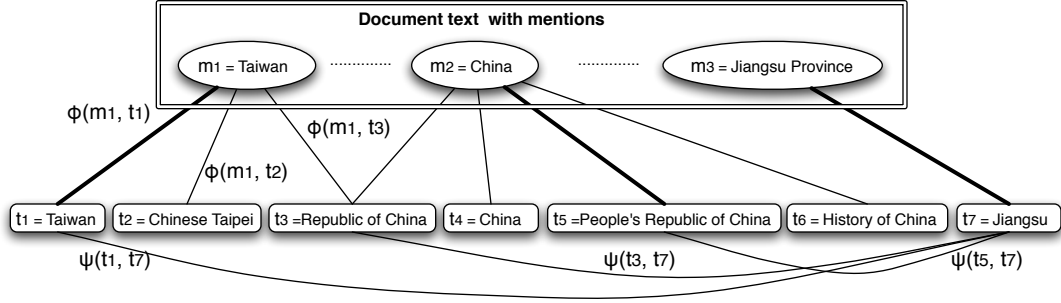 Document text with mentions
m1 = Taiwan
m2 = China
m3 = Jiangsu Province
ϕ(m1, t1)
ϕ(m1, t3)
ϕ(m1, t2)
t1 = Taiwan
t2 = Chinese Taipei
t3 =Republic of China
t4 = China
t5 =People's Republic of China
t6 = History of China
t7 = Jiangsu
ψ(t1, t7)
ψ(t3, t7)
ψ(t5, t7)